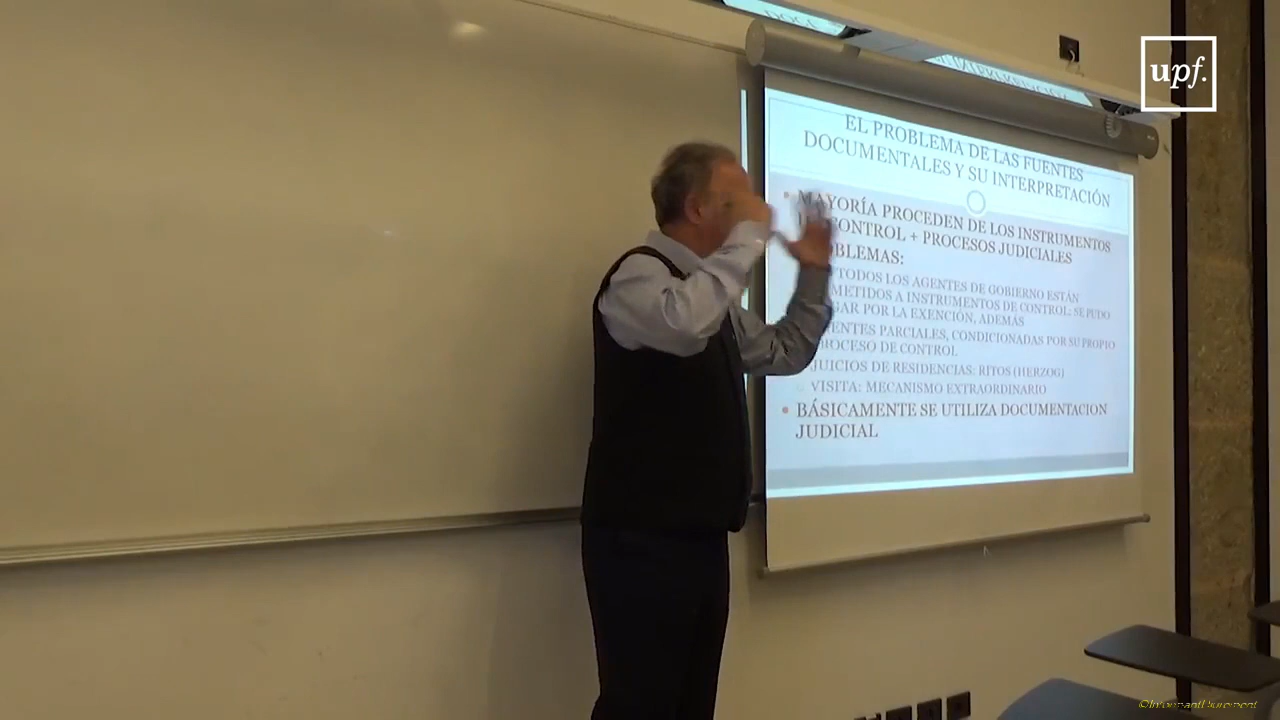 upf.
EL PROBLEMA DE LAS FUENTES
DOCUMENTALES Y SU INTERPRETACIÓN
MAYORÍA PROCEDEN DE LOS INSTRUMENTOS
CONTROL + PROCESOS JUDICIALES
BLEMAS:
TODOS LOS AGENTES DE GOBIERNO ESTÁN
METIDOS A INSTRUMENTOS DE CONTROL: SE PUDO
GAR POR LA EXENCIÓN, ADEMÁS
ENTES PARCIALES, CONDICIONADAS POR SU PROPIO
PROCESO DE CONTROL
JUICIOS DE RESIDENCIAS: RITOS (HERZOG)
VISITA: MECANISMO EXTRAORDINARIO
BÁSICAMENTE SE UTILIZA DOCUMENTACION
JUDICIAL